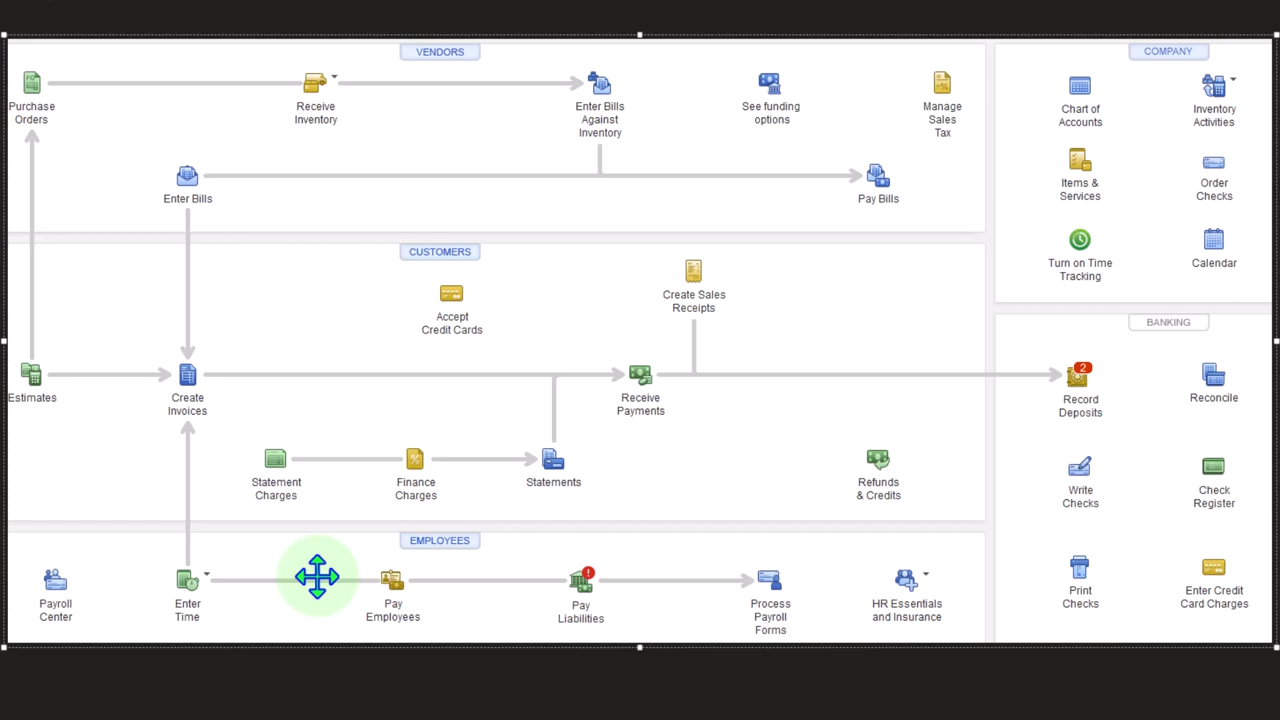 VENDORS
Purchase
Orders
Receive
Inventory
Enter Bills
Against
Inventory
See funding
options
Manage
Sales
Tax
Enter Bills
Pay Bills
CUSTOMERS
Accept
Credit Cards
Create Sales
Receipts
Estimates
Create
Invoices
Receive
Payments
Statement
Charges
Finance
Charges
Statements
Refunds
& Credits
EMPLOYEES
Payroll
Center
Enter
Time
Pay
Employees
Pay
Liabilities
Process
Payroll
Forms
HR Essentials
and Insurance
COMPANY
Chart of
Accounts
Inventory
Activities
Items &
Services
Order
Checks
Turn on Time
Tracking
Calendar
BANKING
2
Record
Deposits
Reconcile
Write
Checks
Check
Register
Print
Checks
Enter Credit
Card Charges